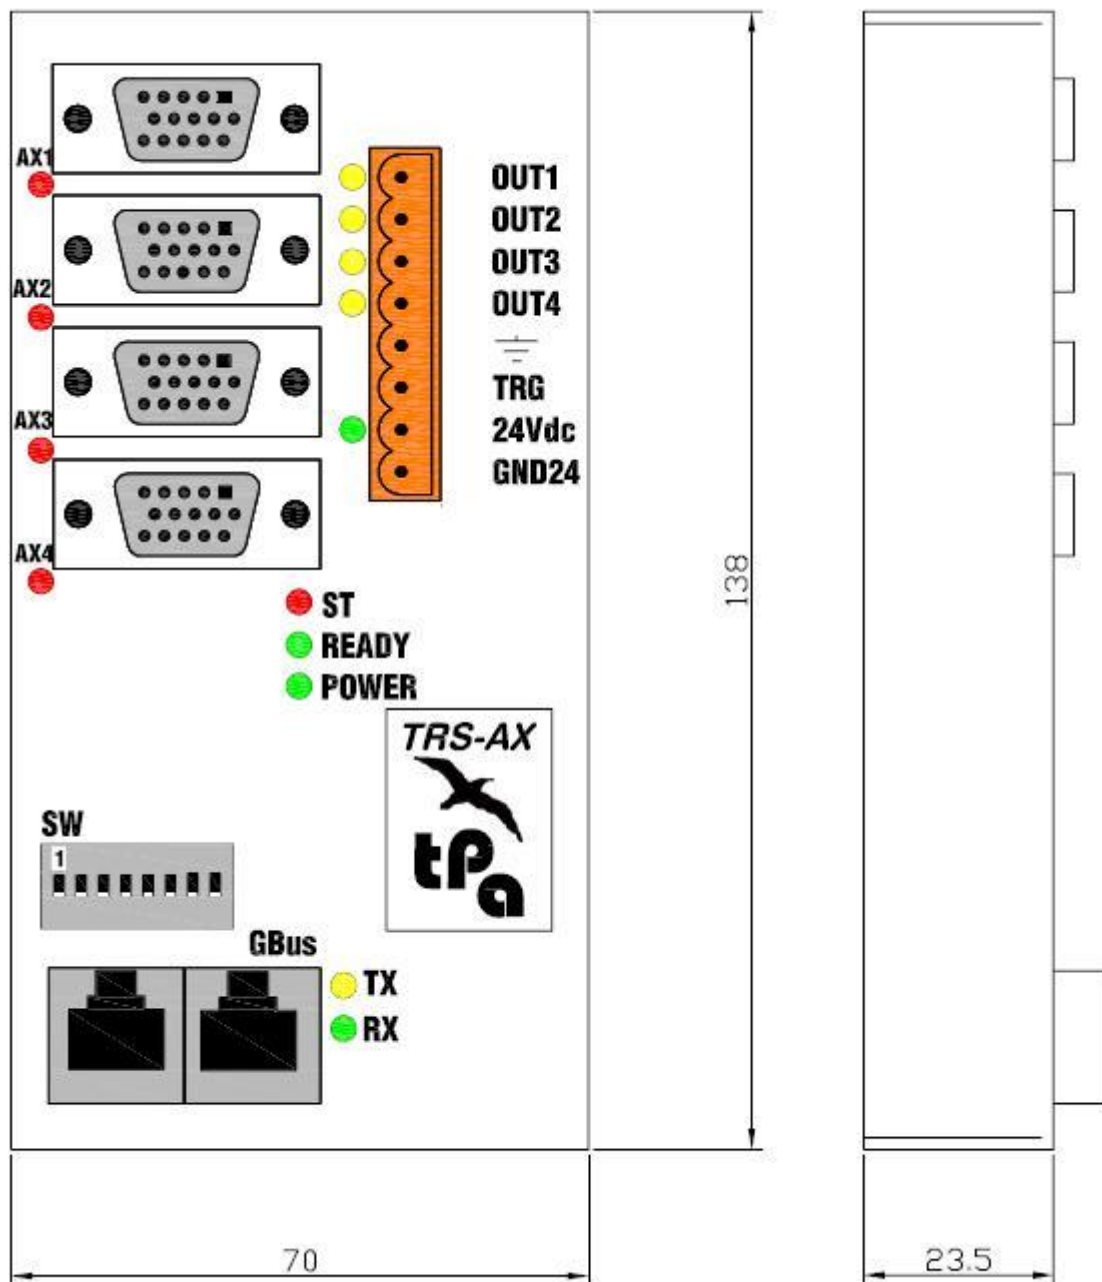 AX1
AX2
AX3
AX4
OUT1
OUT2
OUT3
OUT4
TRG
24Vdc
GND24
138
ST
READY
POWER
TRS-AX
tPa
SW
1
GBus
TX
RX
70
23.5